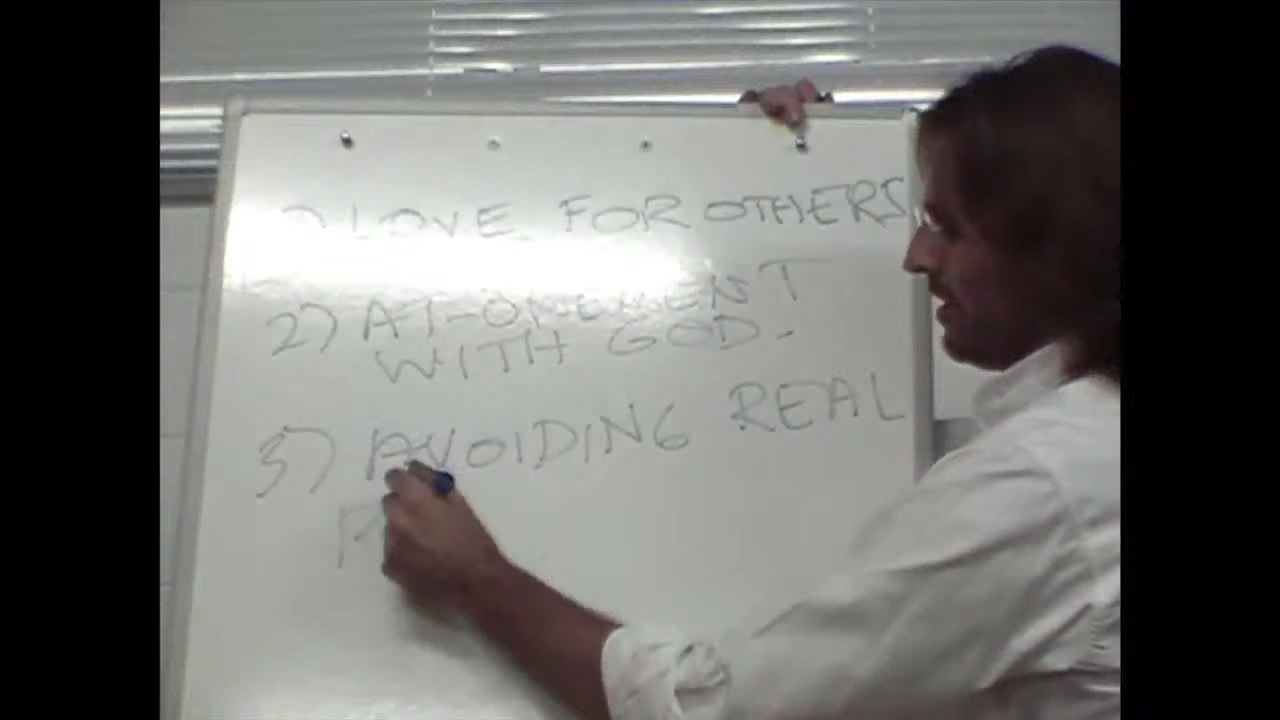 ) LOVE FOR OTHERS
2) AT-ONEMENT
WITH GOD.
3) AVOIDING REAL